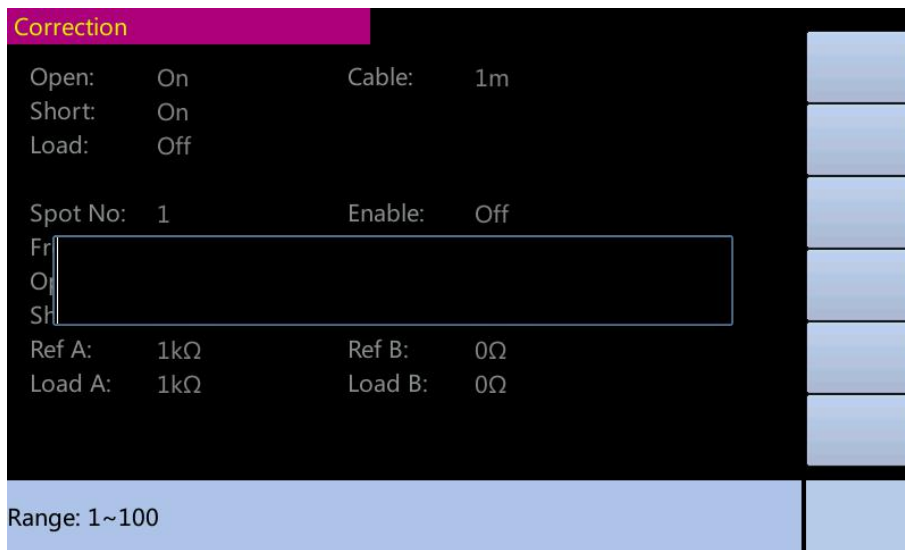 Correction
Open: On Cable: 1m
Short: On
Load: Off
Spot No: 1 Enable: Off
Ref A: 1kΩ Ref B: 0Ω
Load A: 1kΩ Load B: 0Ω
Range: 1~100